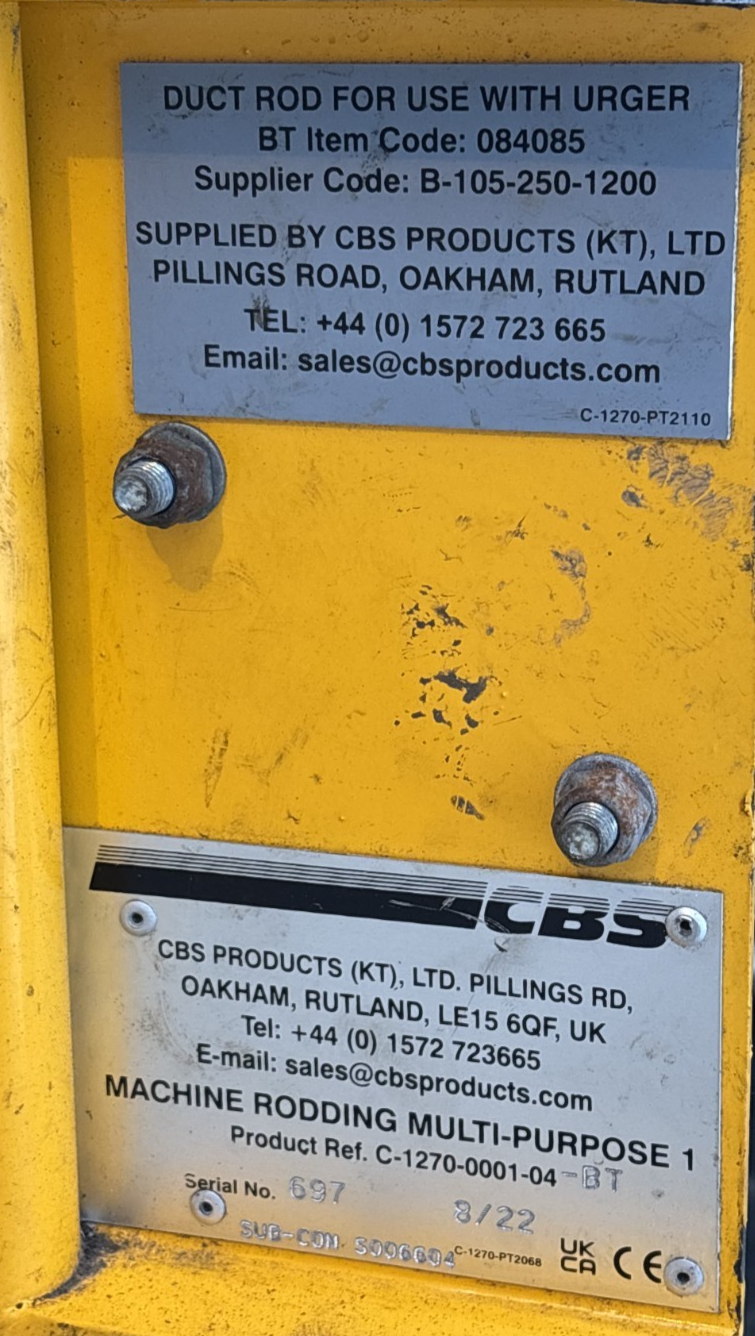 DUCT ROD FOR USE WITH URGER
BT Item Code: 084085
Supplier Code: B-105-250-1200
SUPPLIED BY CBS PRODUCTS (KT), LTD
PILLINGS ROAD, OAKHAM, RUTLAND
TEL: +44 (0) 1572 723 665
Email: sales@cbsproducts.com
C-1270-PT2110
CBS
CBS PRODUCTS (KT), LTD. PILLINGS RD,
OAKHAM, RUTLAND, LE15 6QF, UK
Tel: +44 (0) 1572 723665
E-mail: sales@cbsproducts.com
MACHINE RODDING MULTI-PURPOSE 1
Product Ref. C-1270-0001-04-BT
Serial No. 697 8/22
SUB-CON. S006604 C-1270-PT2068 UK CA CE